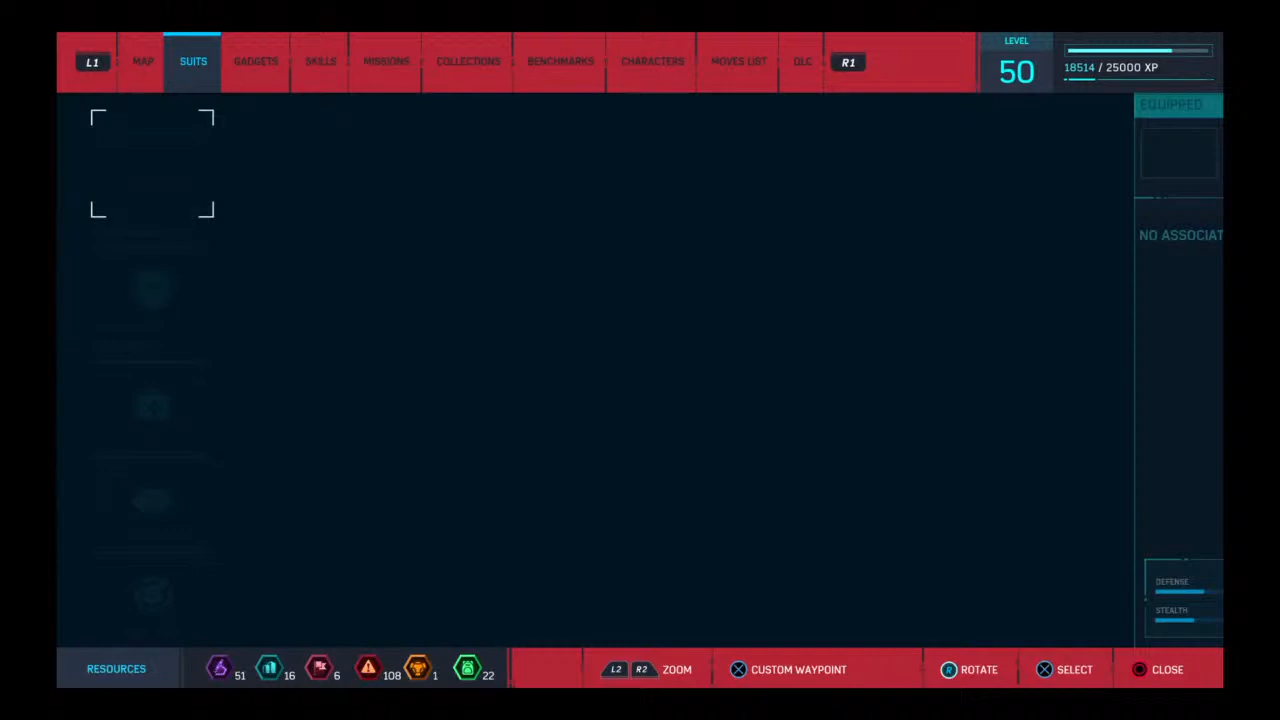 L1 MAP SUITS GADGETS SKILLS MISSIONS COLLECTIONS BENCHMARKS CHARACTERS MOVES LIST DLC R1
LEVEL
50
18514 / 25000 XP
EQUIPPED
NO ASSOCIAT
DEFENSE
STEALTH
RESOURCES 51 16 6 108 1 22 L2 R2 ZOOM CUSTOM WAYPOINT R ROTATE SELECT CLOSE